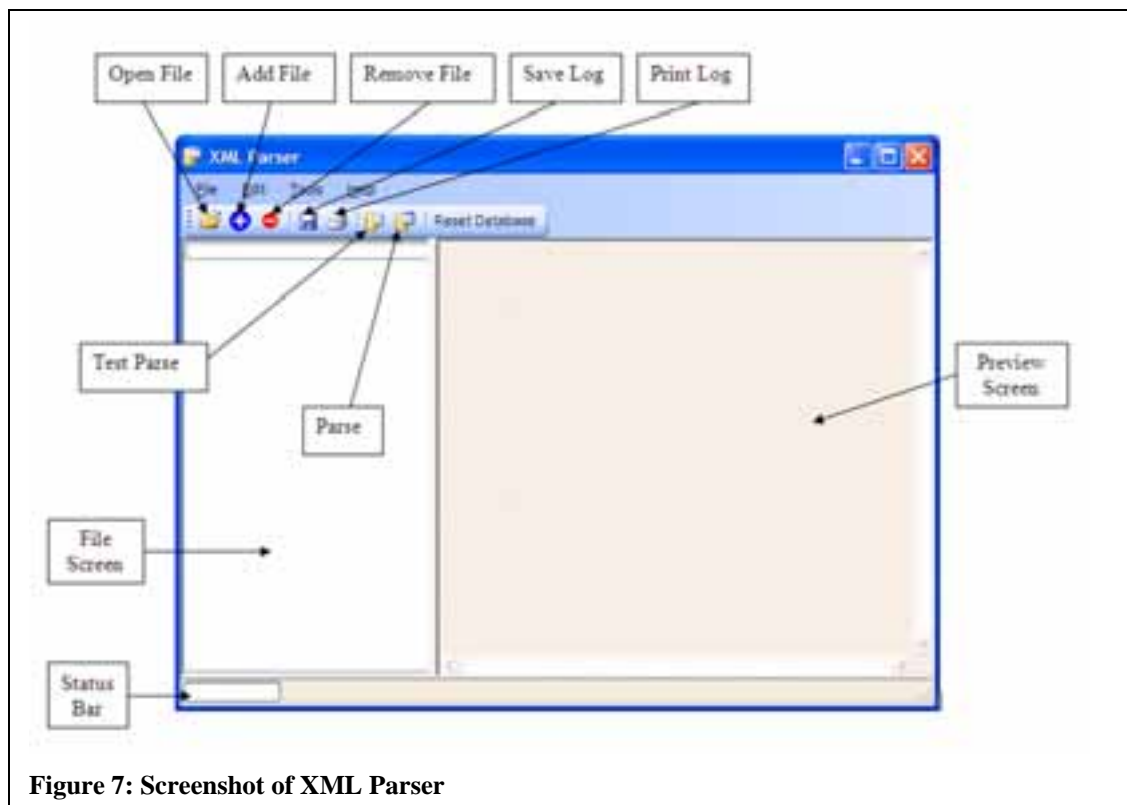 Open File
Add File
Remove File
Save Log
Print Log
XML Parser
File Edit Tools Help
Reset Database
Test Parse
Parse
Preview
Screen
File
Screen
Status
Bar
Figure 7: Screenshot of XML Parser